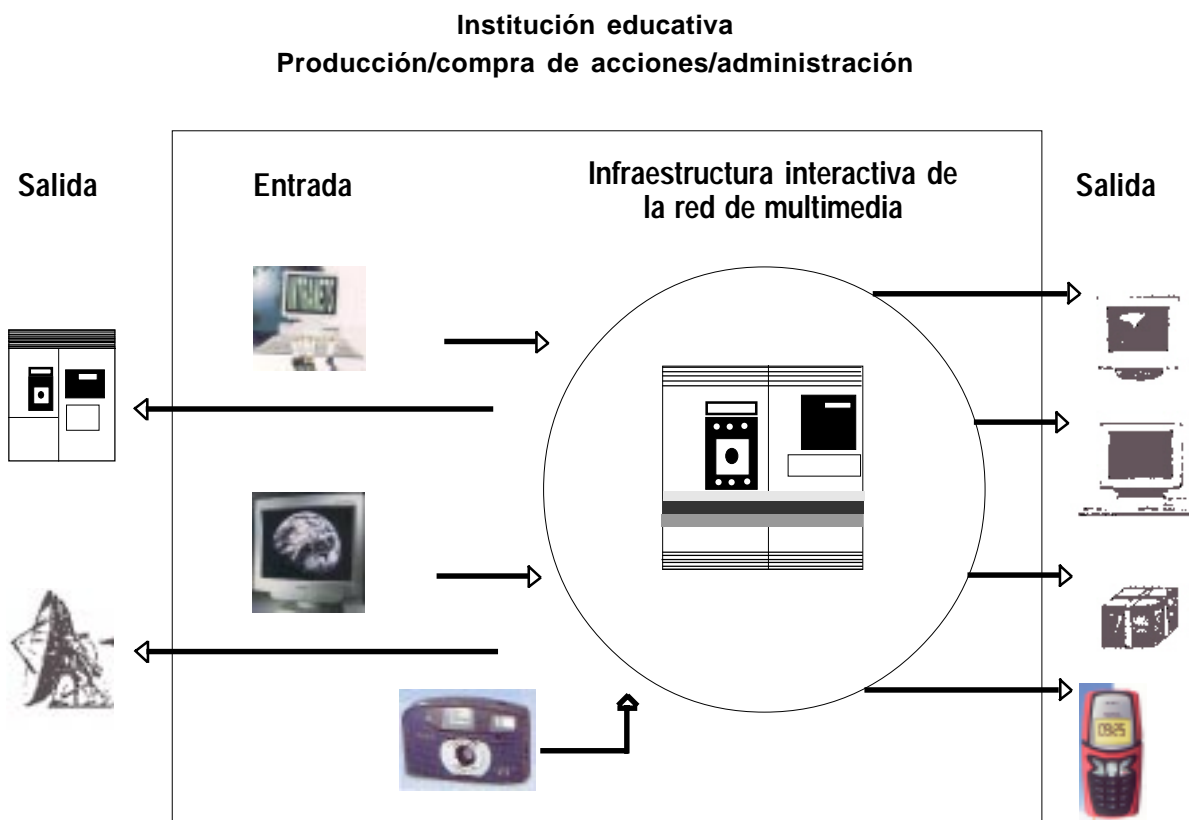 Institución educativa
Producción/compra de acciones/administración
Salida
Entrada
Infraestructura interactiva de
la red de multimedia
Salida